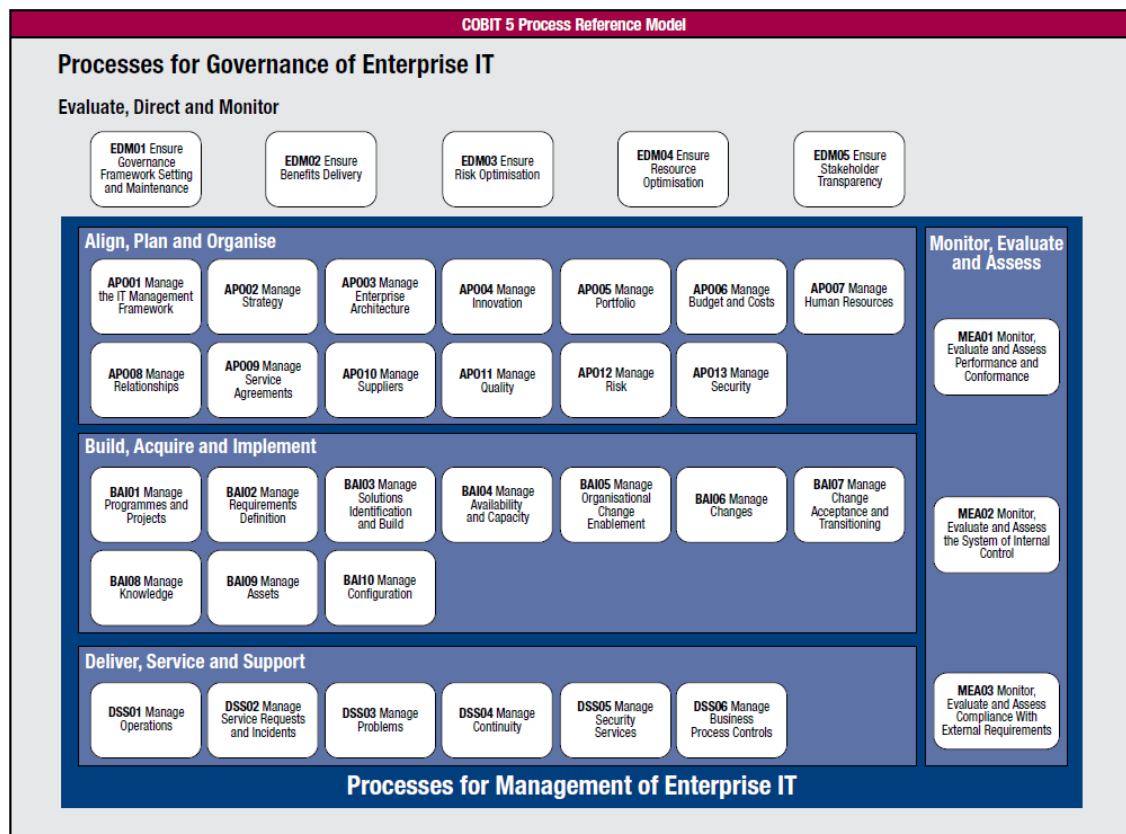 COBIT 5 Process Reference Model
Processes for Governance of Enterprise IT
Evaluate, Direct and Monitor
EDM01 Ensure
Governance
Framework Setting
and Maintenance
EDM02 Ensure
Benefits Delivery
EDM03 Ensure
Risk Optimisation
EDM04 Ensure
Resource
Optimisation
EDM05 Ensure
Stakeholder
Transparency
Align, Plan and Organise
APO01 Manage
the IT Management
Framework
APO02 Manage
Strategy
APO03 Manage
Enterprise
Architecture
APO04 Manage
Innovation
APO05 Manage
Portfolio
APO06 Manage
Budget and Costs
APO07 Manage
Human Resources
APO08 Manage
Relationships
APO09 Manage
Service
Agreements
APO10 Manage
Suppliers
APO11 Manage
Quality
APO12 Manage
Risk
APO13 Manage
Security
Build, Acquire and Implement
BAI01 Manage
Programmes and
Projects
BAI02 Manage
Requirements
Definition
BAI03 Manage
Solutions
Identification
and Build
BAI04 Manage
Availability
and Capacity
BAI05 Manage
Organisational
Change
Enablement
BAI06 Manage
Changes
BAI07 Manage
Change
Acceptance and
Transitioning
BAI08 Manage
Knowledge
BAI09 Manage
Assets
BAI10 Manage
Configuration
Deliver, Service and Support
DSS01 Manage
Operations
DSS02 Manage
Service Requests
and Incidents
DSS03 Manage
Problems
DSS04 Manage
Continuity
DSS05 Manage
Security
Services
DSS06 Manage
Business
Process Controls
Monitor, Evaluate
and Assess
MEA01 Monitor,
Evaluate and Assess
Performance and
Conformance
MEA02 Monitor,
Evaluate and Assess
the System of Internal
Control
MEA03 Monitor,
Evaluate and Assess
Compliance With
External Requirements
Processes for Management of Enterprise IT